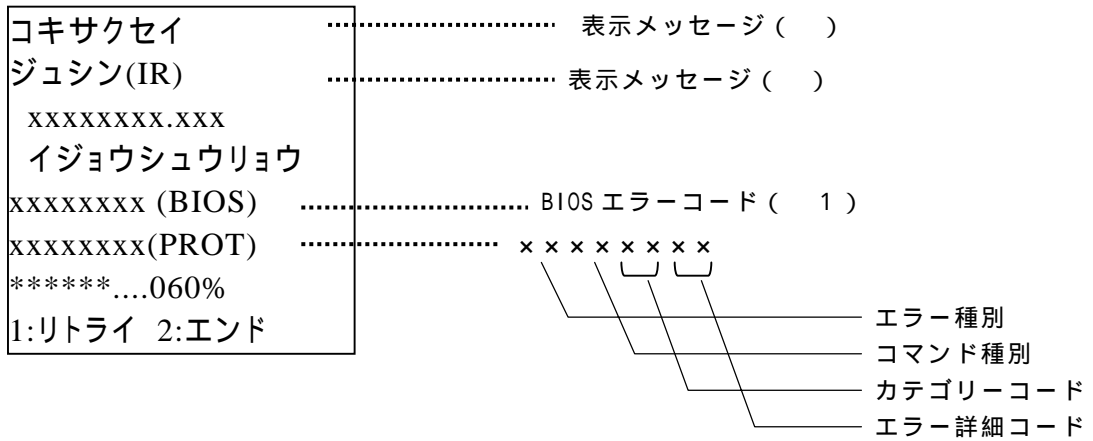 コキサクセイ ………………… 表示メッセージ(　)
ジュシン(IR) ………………… 表示メッセージ(　)
xxxxxxxx.xxx
イジョウシュウリョウ
xxxxxxxx (BIOS) ………………… BIOSエラーコード(　1)
xxxxxxxx(PROT) ………………… ××××××××
******....060%
1:リトライ 2:エンド
エラー種別
コマンド種別
カテゴリーコード
エラー詳細コード